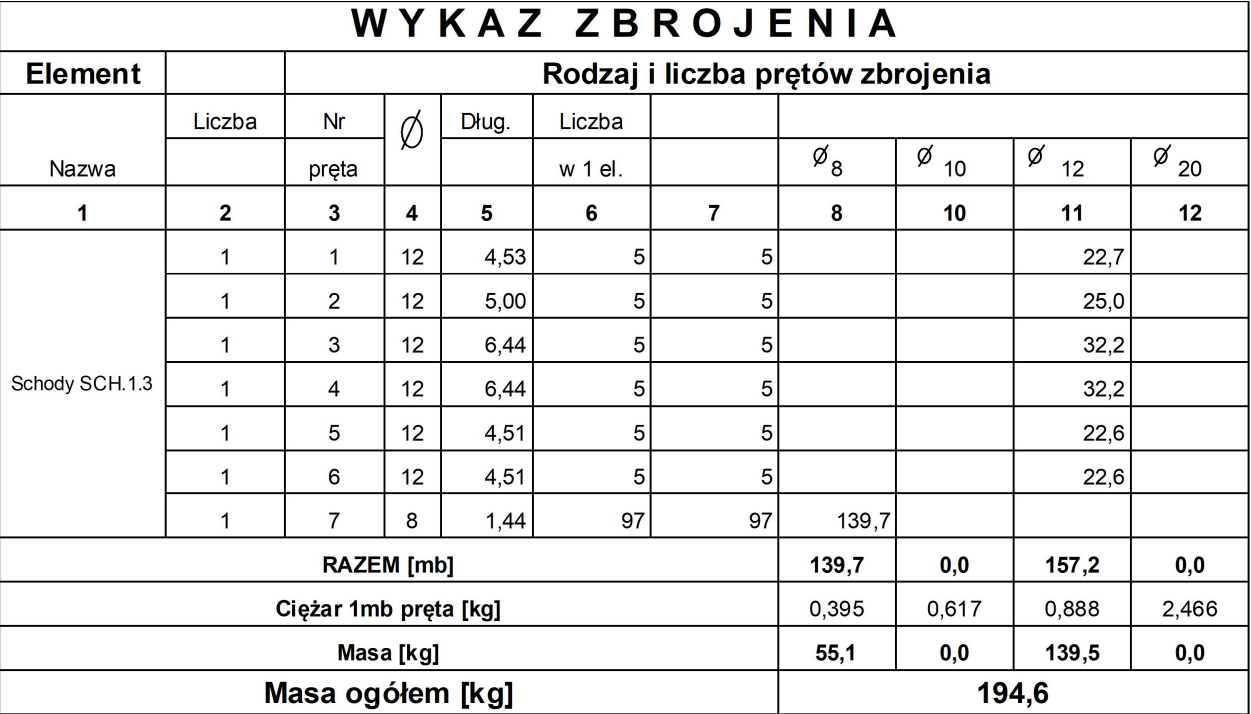 WYKAZ ZBROJENIA
Element Rodzaj i liczba prętów zbrojenia
Liczba Nr Ø Dług. Liczba
Nazwa pręta w 1 el. Ø 8 Ø 10 Ø 12 Ø 20
1 2 3 4 5 6 7 8 10 11 12
1 1 12 4,53 5 5 22,7
1 2 12 5,00 5 5 25,0
1 3 12 6,44 5 5 32,2
Schody SCH.1.3 1 4 12 6,44 5 5 32,2
1 5 12 4,51 5 5 22,6
1 6 12 4,51 5 5 22,6
1 7 8 1,44 97 97 139,7
RAZEM [mb] 139,7 0,0 157,2 0,0
Ciężar 1mb pręta [kg] 0,395 0,617 0,888 2,466
Masa [kg] 55,1 0,0 139,5 0,0
Masa ogółem [kg] 194,6